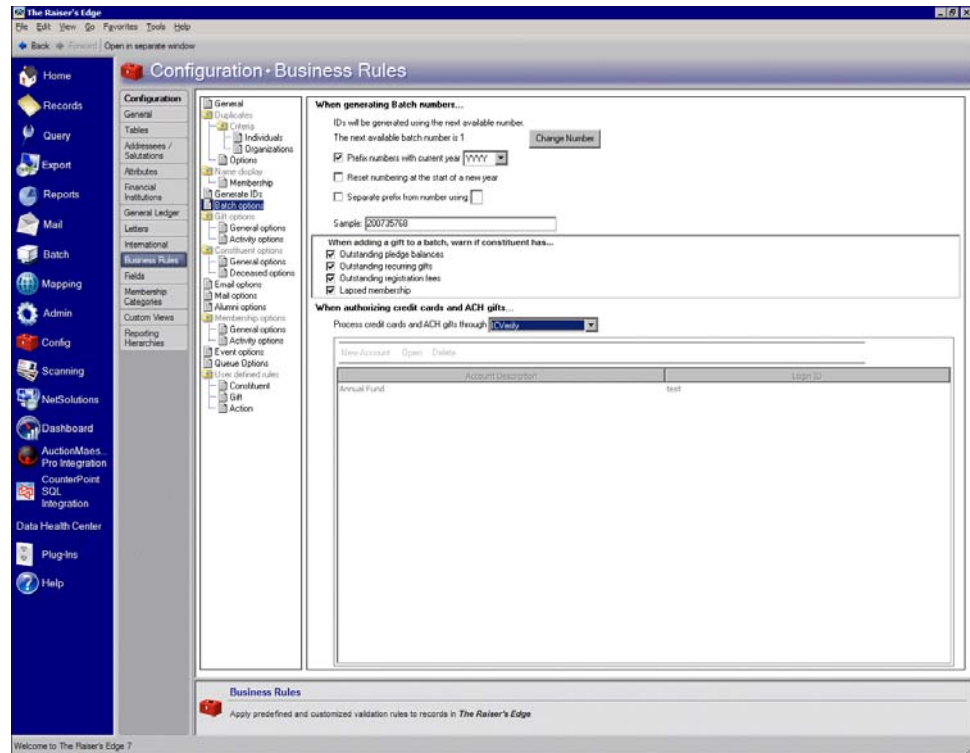 The Raiser's Edge
File Edit View Go Favorites Tools Help
Back Forward Open in separate window
Home
Records
Query
Export
Reports
Mail
Batch
Mapping
Admin
Config
Scanning
NetSolutions
Dashboard
AuctionMaes...
Pro Integration
CounterPoint
SQL
Integration
Data Health Center
Plug-Ins
Help
Configuration · Business Rules
Configuration
General
Tables
Addressees /
Salutations
Attributes
Financial
Institutions
General Ledger
Letters
International
Business Rules
Fields
Membership
Categories
Custom Views
Reporting
Hierarchies
General
Duplicates
Criteria
Individuals
Organizations
Options
Name display
Membership
Generate IDs
Batch options
Gift options
General options
Activity options
Constituent options
General options
Deceased options
Email options
Mail options
Alumni options
Membership options
General options
Activity options
Event options
Queue Options
User defined rules
Constituent
Gift
Action
When generating Batch numbers...
IDs will be generated using the next available number.
The next available batch number is 1
Change Number
Prefix numbers with current year YYYY
Reset numbering at the start of a new year
Separate prefix from number using
Sample: 200735768
When adding a gift to a batch, warn if constituent has...
Outstanding pledge balances
Outstanding recurring gifts
Outstanding registration fees
Lapsed membership
When authorizing credit cards and ACH gifts...
Process credit cards and ACH gifts through ICVerify
New Account Open Delete
Account Description Login ID
Annual Fund test
Business Rules
Apply predefined and customized validation rules to records in The Raiser's Edge
Welcome to The Raiser's Edge 7